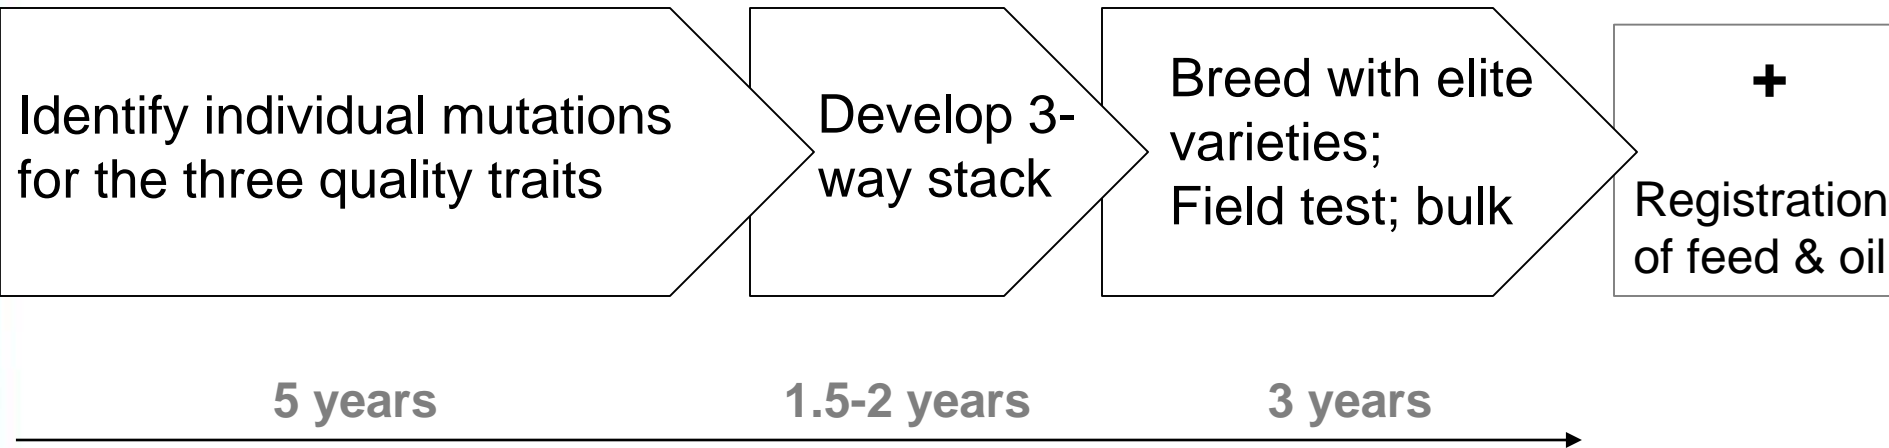 Identify individual mutations
for the three quality traits
Develop 3-
way stack
Breed with elite
varieties;
Field test; bulk
+
Registration
of feed & oil
5 years
1.5-2 years
3 years